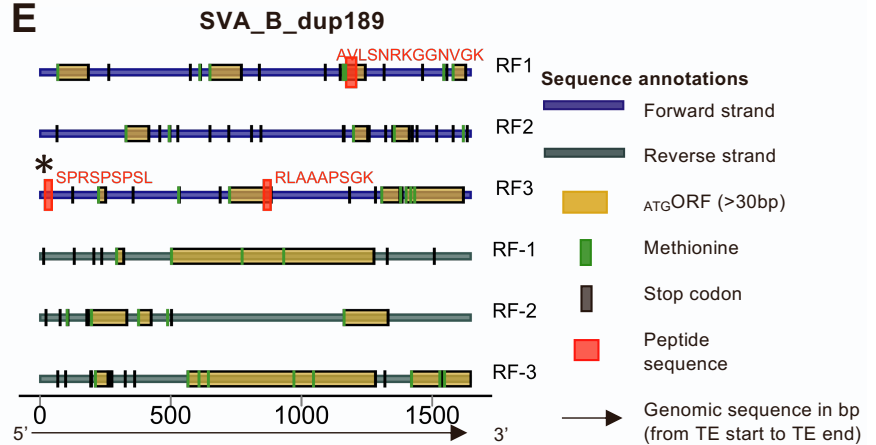 E
SVA_B_dup189
AVLSNRKGGNVGK
RF1
RF2
*
SPRSPSPSL
RLAAAPSGK
RF3
RF-1
RF-2
RF-3
0 500 1000 1500
5’ 3’
Sequence annotations
Forward strand
Reverse strand
ATGORF (>30bp)
Methionine
Stop codon
Peptide
sequence
Genomic sequence in bp
(from TE start to TE end)